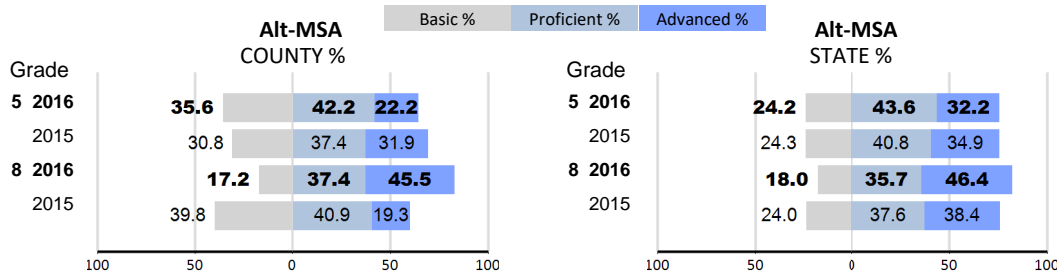 Basic % Proficient % Advanced %
Alt-MSA Alt-MSA
COUNTY % STATE %
Grade Grade
5 2016 35.6 42.2 22.2 5 2016 24.2 43.6 32.2
2015 30.8 37.4 31.9 2015 24.3 40.8 34.9
8 2016 17.2 37.4 45.5 8 2016 18.0 35.7 46.4
2015 39.8 40.9 19.3 2015 24.0 37.6 38.4
100 50 0 50 100 100 50 0 50 100